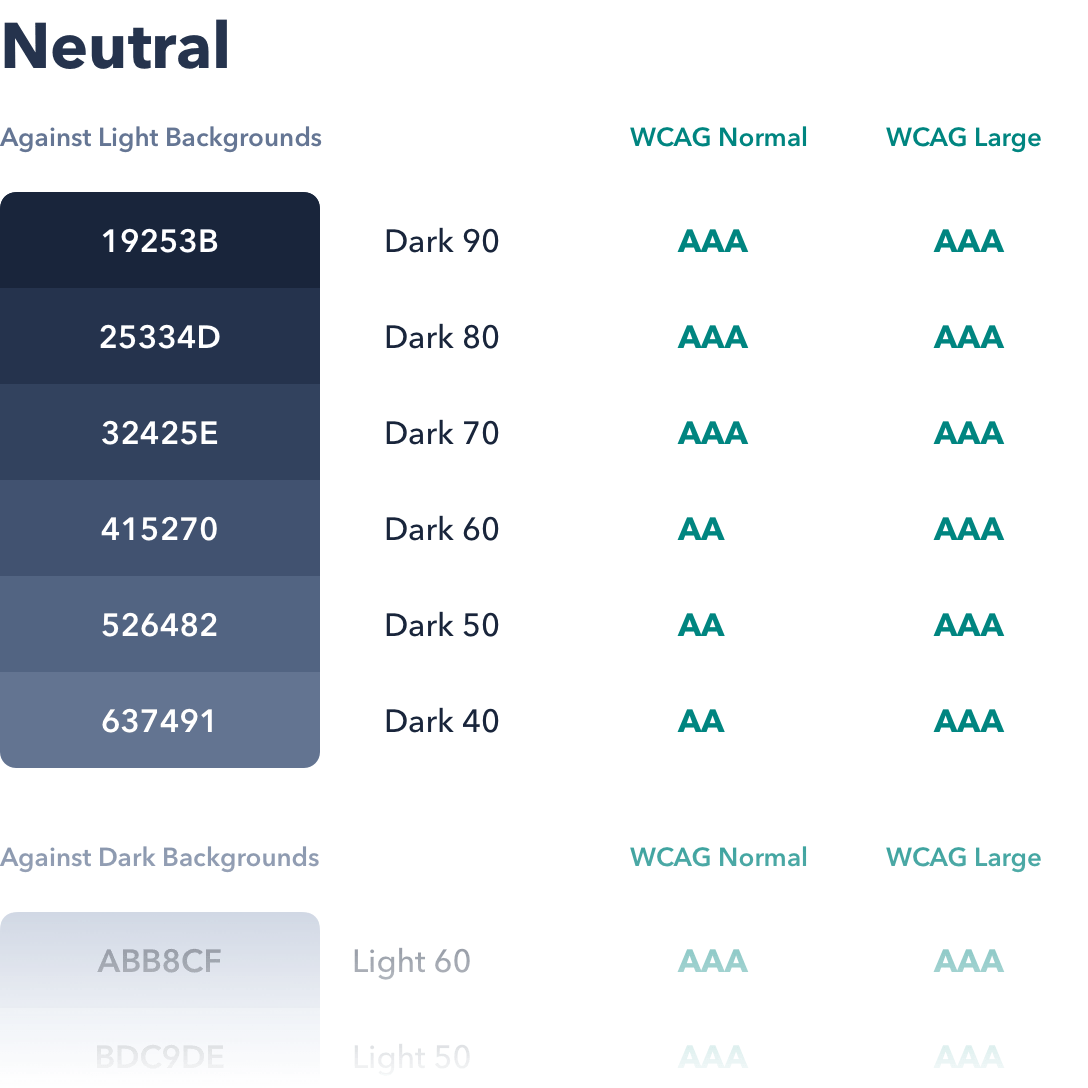 Neutral
Against Light Backgrounds WCAG Normal WCAG Large
19253B Dark 90 AAA AAA
25334D Dark 80 AAA AAA
32425E Dark 70 AAA AAA
415270 Dark 60 AA AAA
526482 Dark 50 AA AAA
637491 Dark 40 AA AAA
Against Dark Backgrounds WCAG Normal WCAG Large
ABB8CF Light 60 AAA AAA
BDC9DE Light 50 AAA AAA